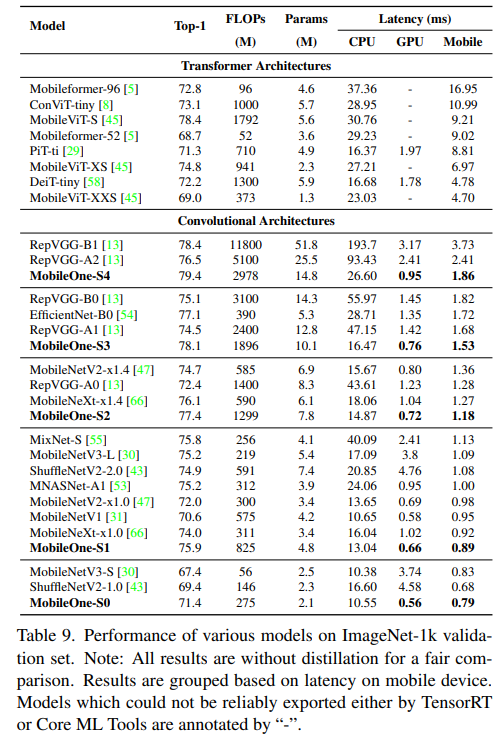 Model Top-1 FLOPs Params Latency (ms)
(M) (M) CPU GPU Mobile
Transformer Architectures
Mobileformer-96 [5] 72.8 96 4.6 37.36 - 16.95
ConViT-tiny [8] 73.1 1000 5.7 28.95 - 10.99
MobileViT-S [45] 78.4 1792 5.6 30.76 - 9.21
Mobileformer-52 [5] 68.7 52 3.6 29.23 - 9.02
PiT-ti [29] 71.3 710 4.9 16.37 1.97 8.81
MobileViT-XS [45] 74.8 941 2.3 27.21 - 6.97
DeiT-tiny [58] 72.2 1300 5.9 16.68 1.78 4.78
MobileViT-XXS [45] 69.0 373 1.3 23.03 - 4.70
Convolutional Architectures
RepVGG-B1 [13] 78.4 11800 51.8 193.7 3.17 3.73
RepVGG-A2 [13] 76.5 5100 25.5 93.43 2.41 2.41
MobileOne-S4 79.4 2978 14.8 26.60 0.95 1.86
RepVGG-B0 [13] 75.1 3100 14.3 55.97 1.45 1.82
EfficientNet-B0 [54] 77.1 390 5.3 28.71 1.35 1.72
RepVGG-A1 [13] 74.5 2400 12.8 47.15 1.42 1.68
MobileOne-S3 78.1 1896 10.1 16.47 0.76 1.53
MobileNetV2-x1.4 [47] 74.7 585 6.9 15.67 0.80 1.36
RepVGG-A0 [13] 72.4 1400 8.3 43.61 1.23 1.28
MobileNeXt-x1.4 [66] 76.1 590 6.1 18.06 1.04 1.27
MobileOne-S2 77.4 1299 7.8 14.87 0.72 1.18
MixNet-S [55] 75.8 256 4.1 40.09 2.41 1.13
MobileNetV3-L [30] 75.2 219 5.4 17.09 3.8 1.09
ShuffleNetV2-2.0 [43] 74.9 591 7.4 20.85 4.76 1.08
MNASNet-A1 [53] 75.2 312 3.9 24.06 0.95 1.00
MobileNetV2-x1.0 [47] 72.0 300 3.4 13.65 0.69 0.98
MobileNetV1 [31] 70.6 575 4.2 10.65 0.58 0.95
MobileNeXt-x1.0 [66] 74.0 311 3.4 16.04 1.02 0.92
MobileOne-S1 75.9 825 4.8 13.04 0.66 0.89
MobileNetV3-S [30] 67.4 56 2.5 10.38 3.74 0.83
ShuffleNetV2-1.0 [43] 69.4 146 2.3 16.60 4.58 0.68
MobileOne-S0 71.4 275 2.1 10.55 0.56 0.79
Table 9. Performance of various models on ImageNet-1k valida-
tion set. Note: All results are without distillation for a fair com-
parison. Results are grouped based on latency on mobile device.
Models which could not be reliably exported either by TensorRT
or Core ML Tools are annotated by “-”.